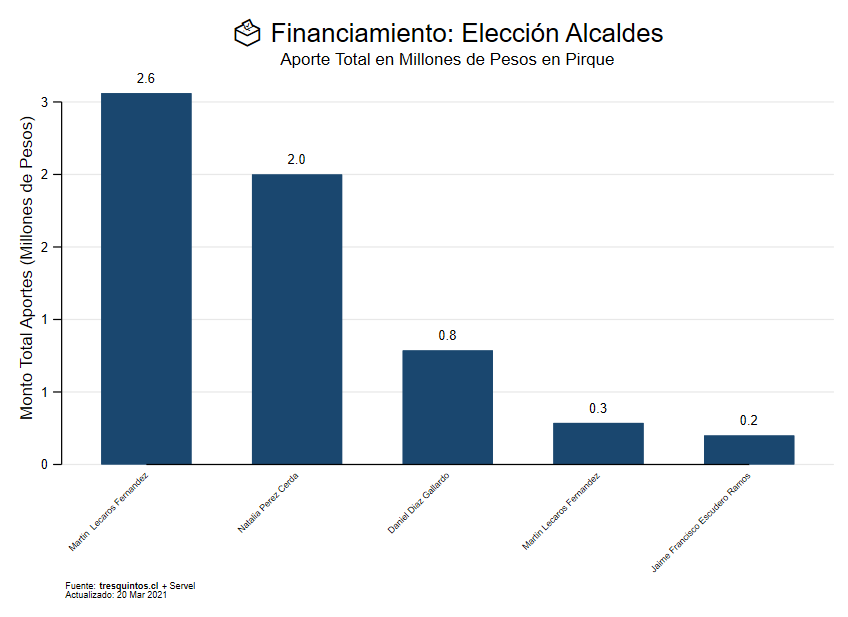 Financiamiento: Elección Alcaldes
Aporte Total en Millones de Pesos en Pirque
Monto Total Aportes (Millones de Pesos)
3
2
2
1
1
0
2.6
2.0
0.8
0.3
0.2
Martin  Lecaros Fernandez
Natalia Perez Cerda
Daniel Diaz Gallardo
Martin Lecaros Fernandez
Jaime Francisco Escudero Ramos
Fuente: tresquintos.cl + Servel
Actualizado: 20 Mar 2021